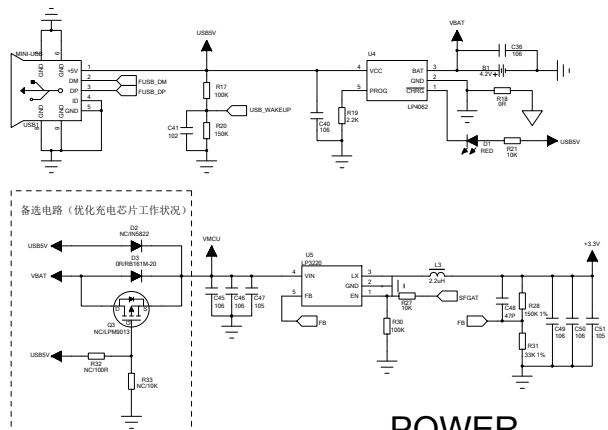 MINI-USB
GND
GND
6
+5V
1
DM
2
FUSB_DM
DP
3
FUSB_DP
ID
4
GND
5
GND
GND
8
9
USB1
USB5V
R17
100K
USB_WAKEUP
C41
102
R20
150K
C40
106
R19
2.2K
U4
4
VCC
BAT
3
GND
2
5
PROG
CHRG
1
LP4062
VBAT
C36
106
B1
4.2V
R18
0R
D1
RED
R21
10K
USB5V
备选电路（优化充电芯片工作状况）
D2
NC/IN5822
USB5V
D3
0R/RB161M-20
VBAT
D
S
G
Q3
NC/LPM9013
USB5V
R32
NC/100R
R33
NC/10K
VMCU
C45
106
C46
106
C47
105
U5
LP3220
4
VIN
LX
3
GND
2
5
FB
EN
1
FB
R27
10K
SFGAT
R30
100K
L3
2.2uH
+3.3V
C48
47P
R28
150K 1%
FB
R31
33K 1%
C49
106
C50
106
C51
105
POWER